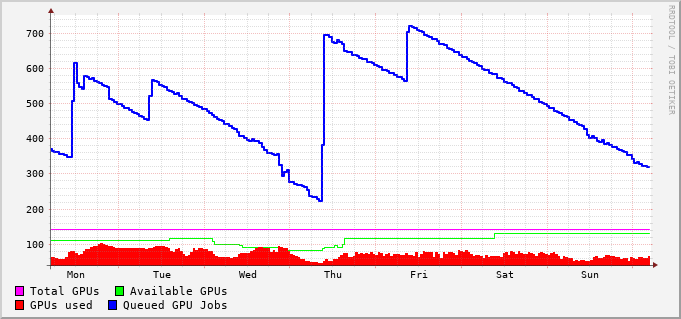 700
600
500
400
300
200
100
Mon Tue Wed Thu Fri Sat Sun
Total GPUs Available GPUs
GPUs used Queued GPU Jobs
RRDTOOL / TOBI OETIKER